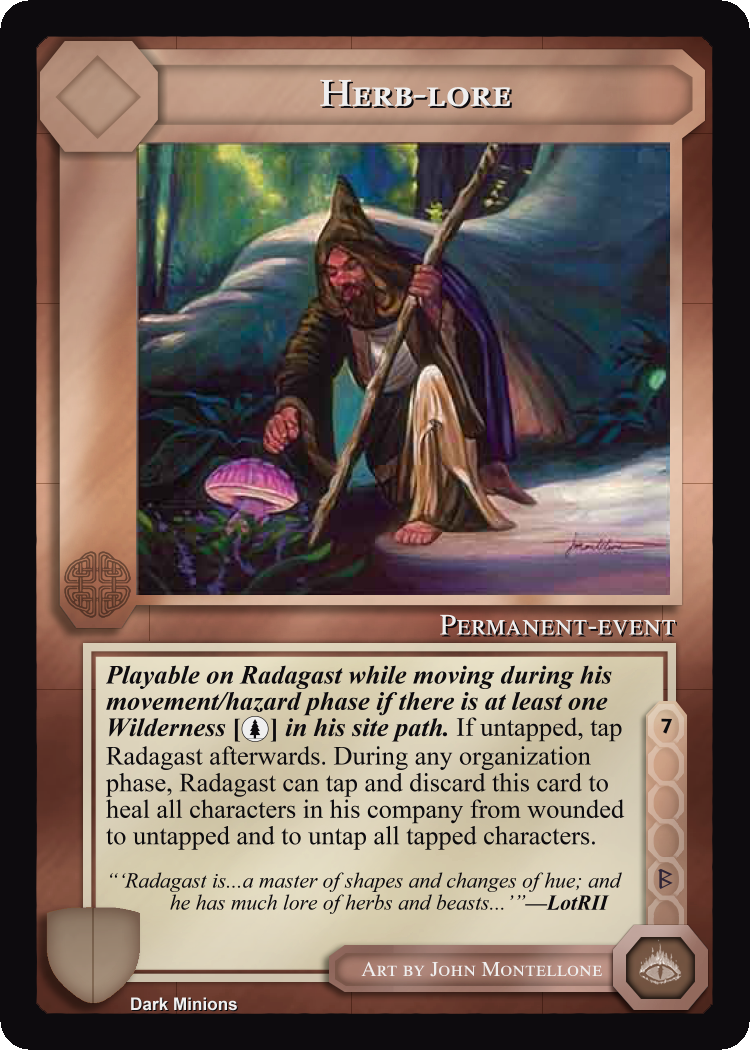 Herb-lore
Permanent-event
Playable on Radagast while moving during his
movement/hazard phase if there is at least one
Wilderness [] in his site path. If untapped, tap
Radagast afterwards. During any organization
phase, Radagast can tap and discard this card to
heal all characters in his company from wounded
to untapped and to untap all tapped characters.
7
B
“‘Radagast is...a master of shapes and changes of hue; and
he has much lore of herbs and beasts...’”—LotRII
Art by John Montellone
Dark Minions